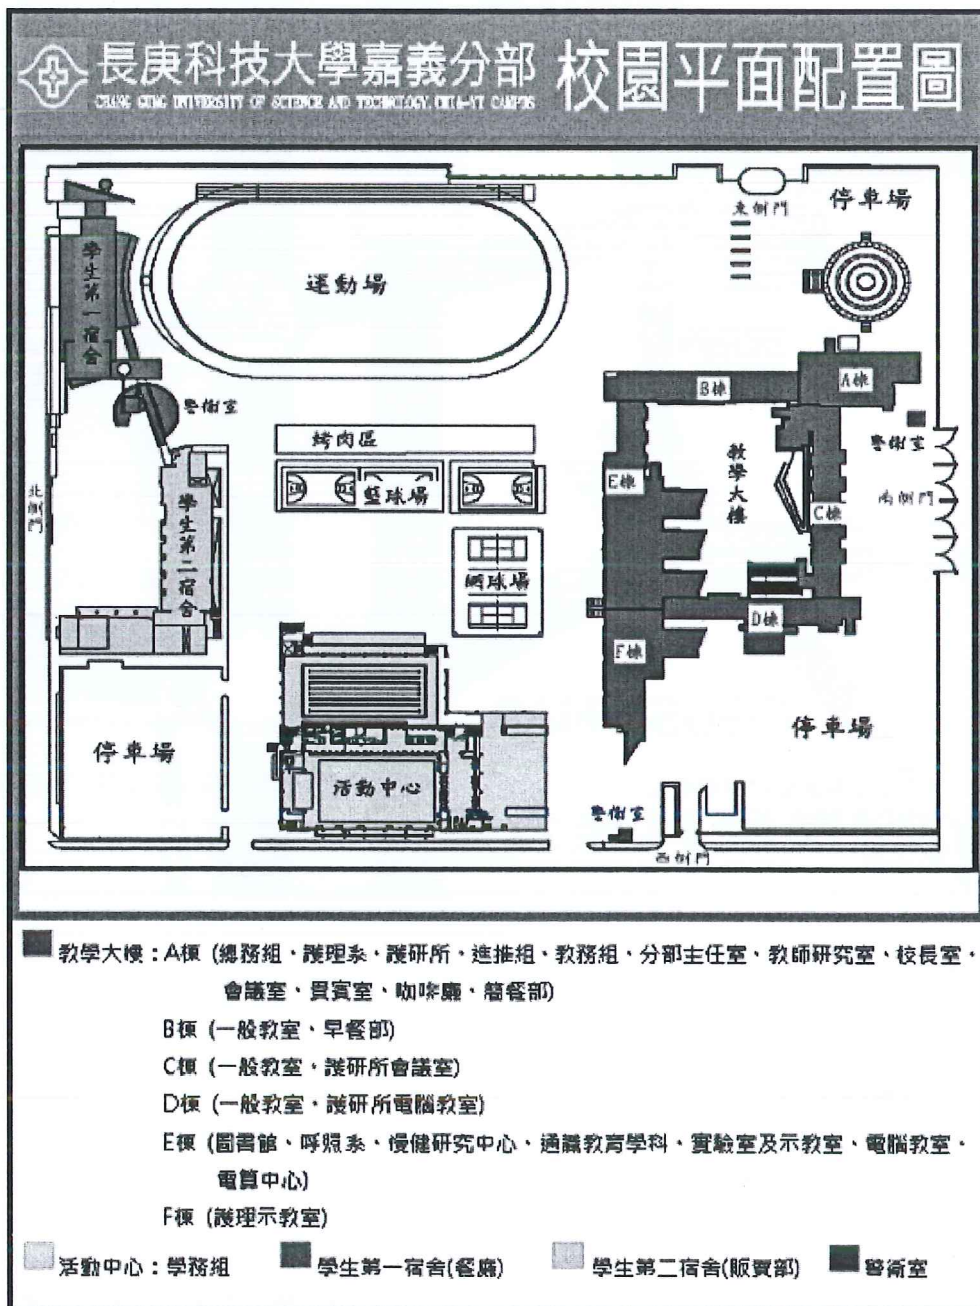 長庚科技大學嘉義分部 校園平面配置圖
CHANG GUNG UNIVERSITY OF SCIENCE AND TECHNOLOGY, CHIA-YI CAMPUS
東側門
停車場
學生第一宿舍
運動場
B棟
A棟
警衛室
烤肉區
警衛室
教學大樓
北側門
籃球場
E棟
南側門
C棟
學生第二宿舍
網球場
D棟
F棟
停車場
停車場
活動中心
警衛室
西側門
教學大樓：A棟 (總務組、護理系、護研所、進推組、教務組、分部主任室、教師研究室、校長室、
會議室、貴賓室、咖啡廳、簡餐部)
B棟 (一般教室、早餐部)
C棟 (一般教室、護研所會議室)
D棟 (一般教室、護研所電腦教室)
E棟 (圖書館、呼照系、慢健研究中心、通識教育學科、實驗室及示教室、電腦教室、
電算中心)
F棟 (護理示教室)
活動中心：學務組 學生第一宿舍(餐廳) 學生第二宿舍(販賣部) 警衛室